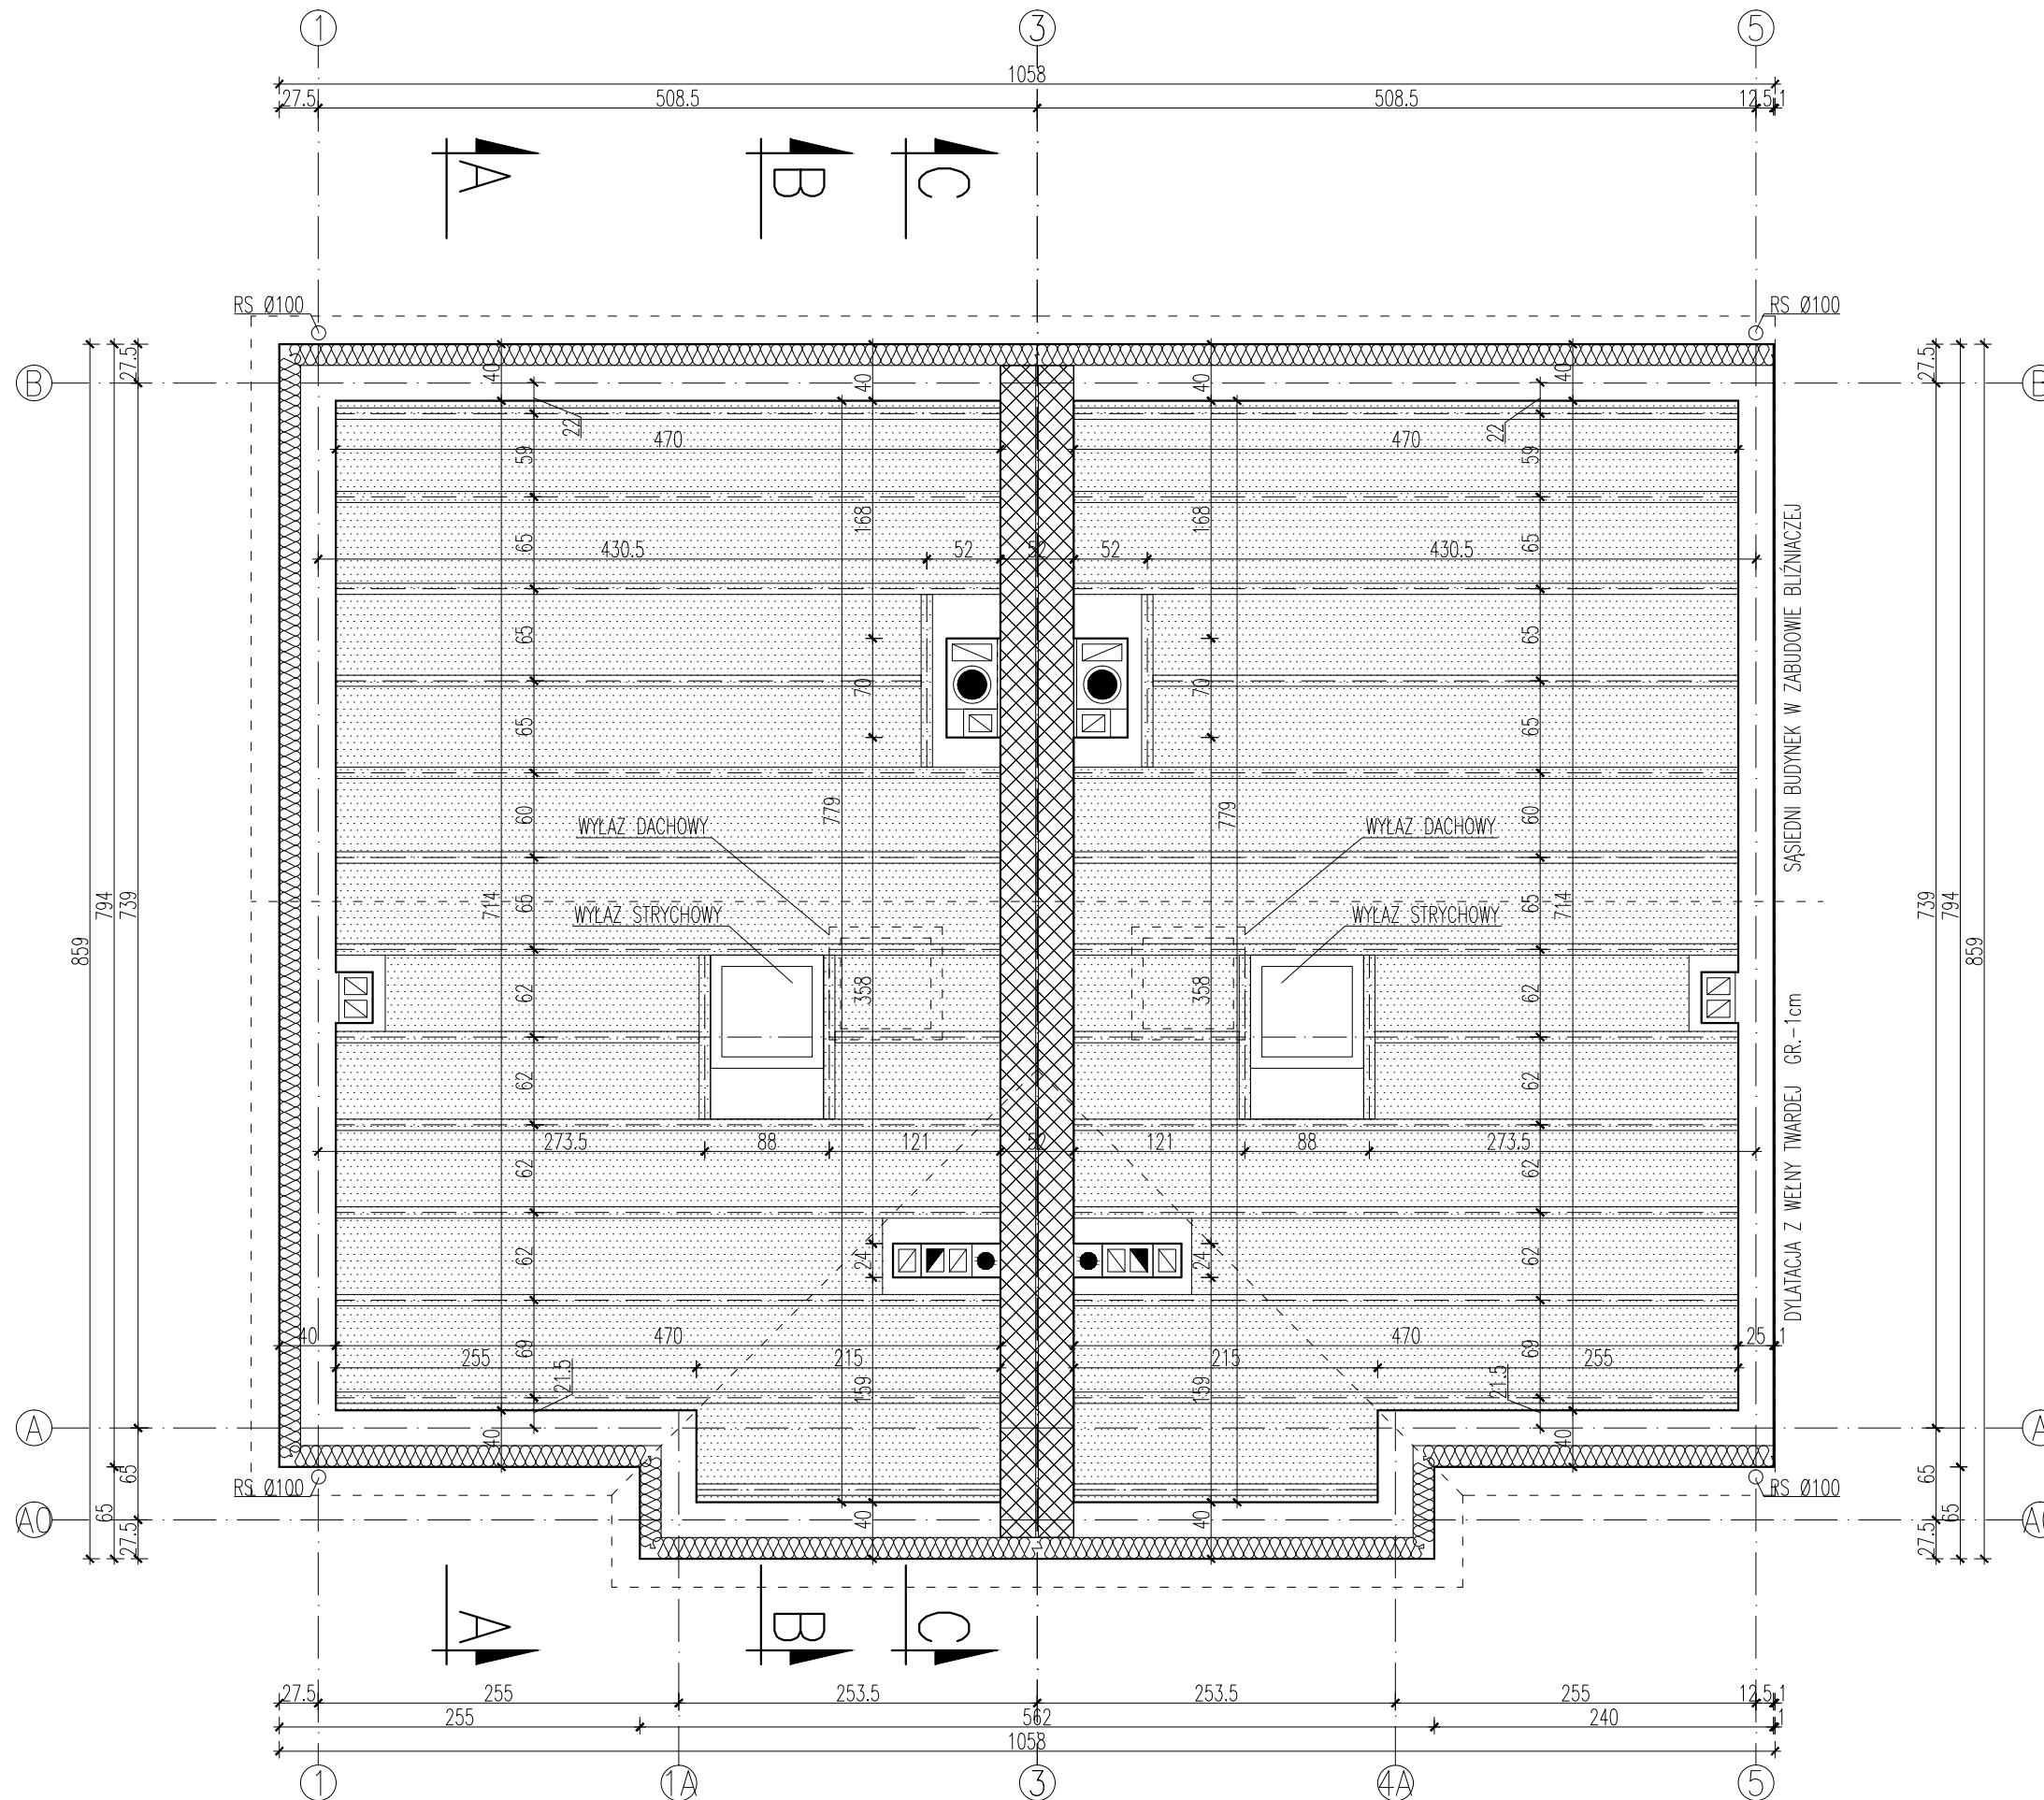 1 3 5
1058
27.5 508.5 508.5 12.5 1
A B C
RS Ø100 RS Ø100
27.5 40 40 40 40 27.5
B B
22 22
470 470
59 59
168 168
65 65
430.5 52 52 52 430.5
65 65
70 70
65 65
SĄSIEDNI BUDYNEK W ZABUDOWIE BLIŹNIACZEJ
779 60 779 60
WYŁAZ DACHOWY WYŁAZ DACHOWY
859 794 739 714 65 65 714 739 794 859
WYŁAZ STRYCHOWY WYŁAZ STRYCHOWY
62 358 358 62
DYLATACJA Z WEŁNY TWARDEJ GR.-1cm
62 62
273.5 88 121 52 121 88 273.5
62 62
62 24 24 62
40 470 470 25 1
69 69
255 215 215 255
21.5 159 159 21.5
A A
40 40
65 65
RS Ø100 RS Ø100
65 65
A0 A0
27.5 40 40 27.5
A B C
27.5 255 253.5 253.5 255 12.5 1
255 562 240 1
1058
1 1A 3 4A 5